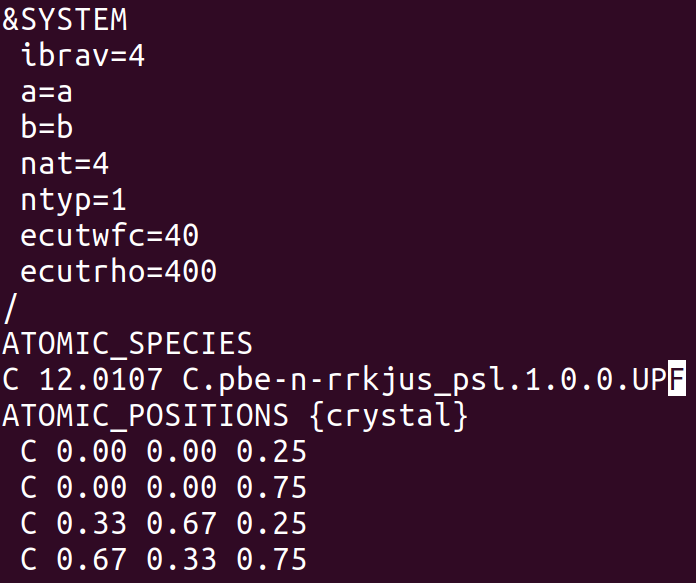 &SYSTEM
ibrav=4
a=a
b=b
nat=4
ntyp=1
ecutwfc=40
ecutrho=400
/
ATOMIC_SPECIES
C 12.0107 C.pbe-n-rrkjus_psl.1.0.0.UPF
ATOMIC_POSITIONS {crystal}
C 0.00 0.00 0.25
C 0.00 0.00 0.75
C 0.33 0.67 0.25
C 0.67 0.33 0.75